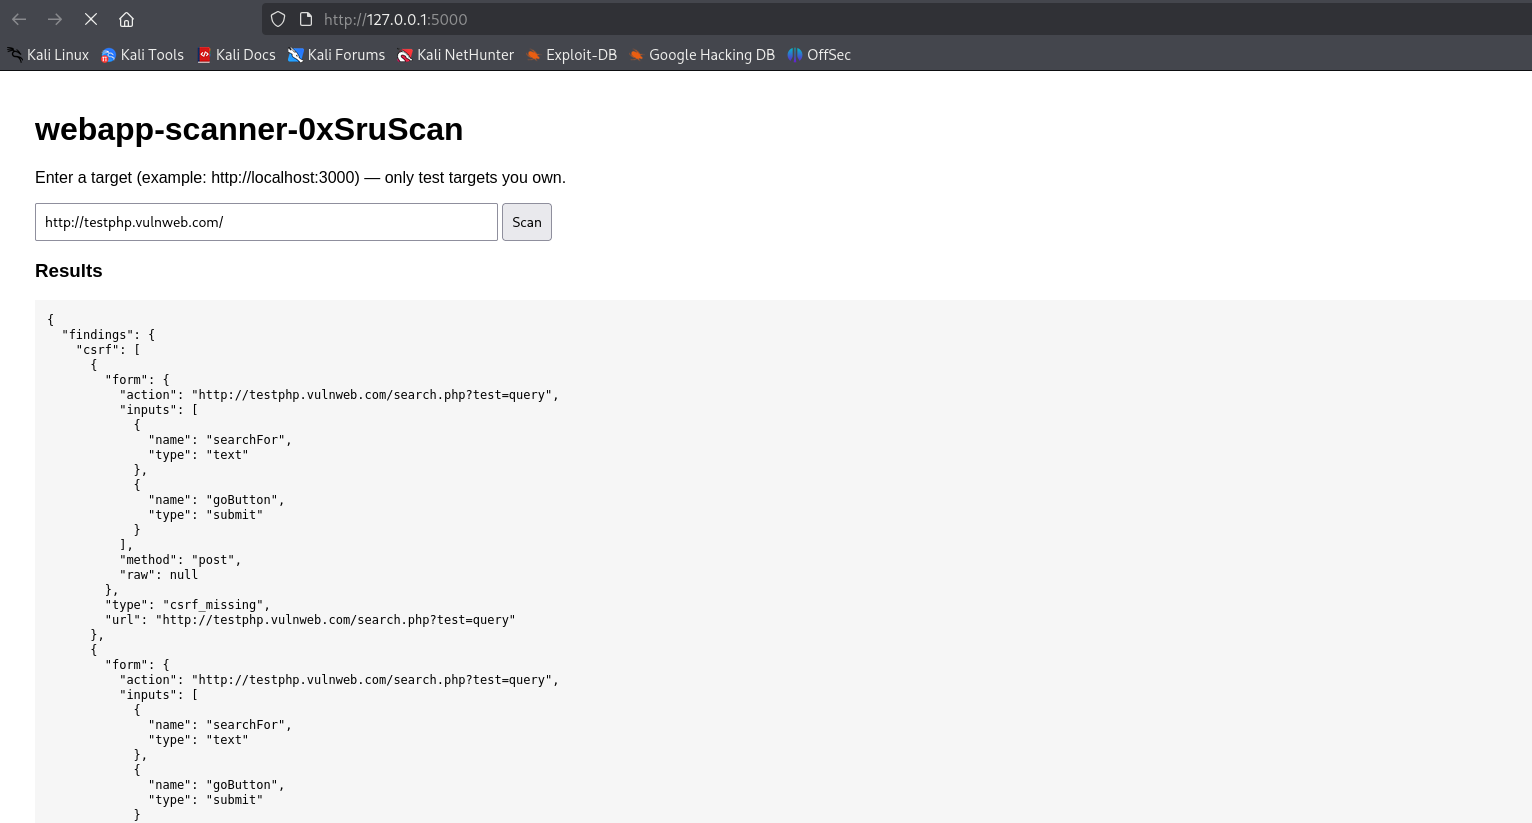 http://127.0.0.1:5000
Kali Linux Kali Tools Kali Docs Kali Forums Kali NetHunter Exploit-DB Google Hacking DB OffSec
webapp-scanner-0xSruScan
Enter a target (example: http://localhost:3000) — only test targets you own.
http://testphp.vulnweb.com/ Scan
Results
{
  "findings": {
    "csrf": [
      {
        "form": {
          "action": "http://testphp.vulnweb.com/search.php?test=query",
          "inputs": [
            {
              "name": "searchFor",
              "type": "text"
            },
            {
              "name": "goButton",
              "type": "submit"
            }
          ],
          "method": "post",
          "raw": null
        },
        "type": "csrf_missing",
        "url": "http://testphp.vulnweb.com/search.php?test=query"
      },
      {
        "form": {
          "action": "http://testphp.vulnweb.com/search.php?test=query",
          "inputs": [
            {
              "name": "searchFor",
              "type": "text"
            },
            {
              "name": "goButton",
              "type": "submit"
            }